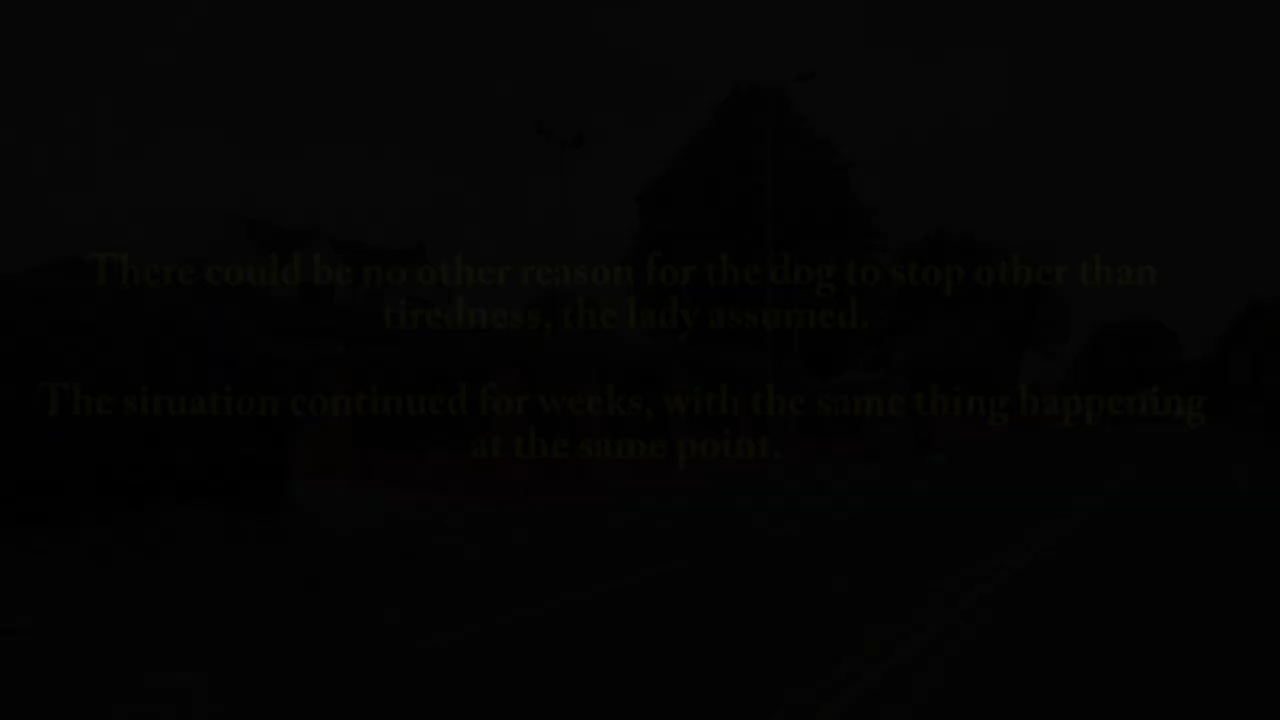 There could be no other reason for the dog to stop other than
tiredness, the lady assumed.
The situation continued for weeks, with the same thing happening
at the same point.